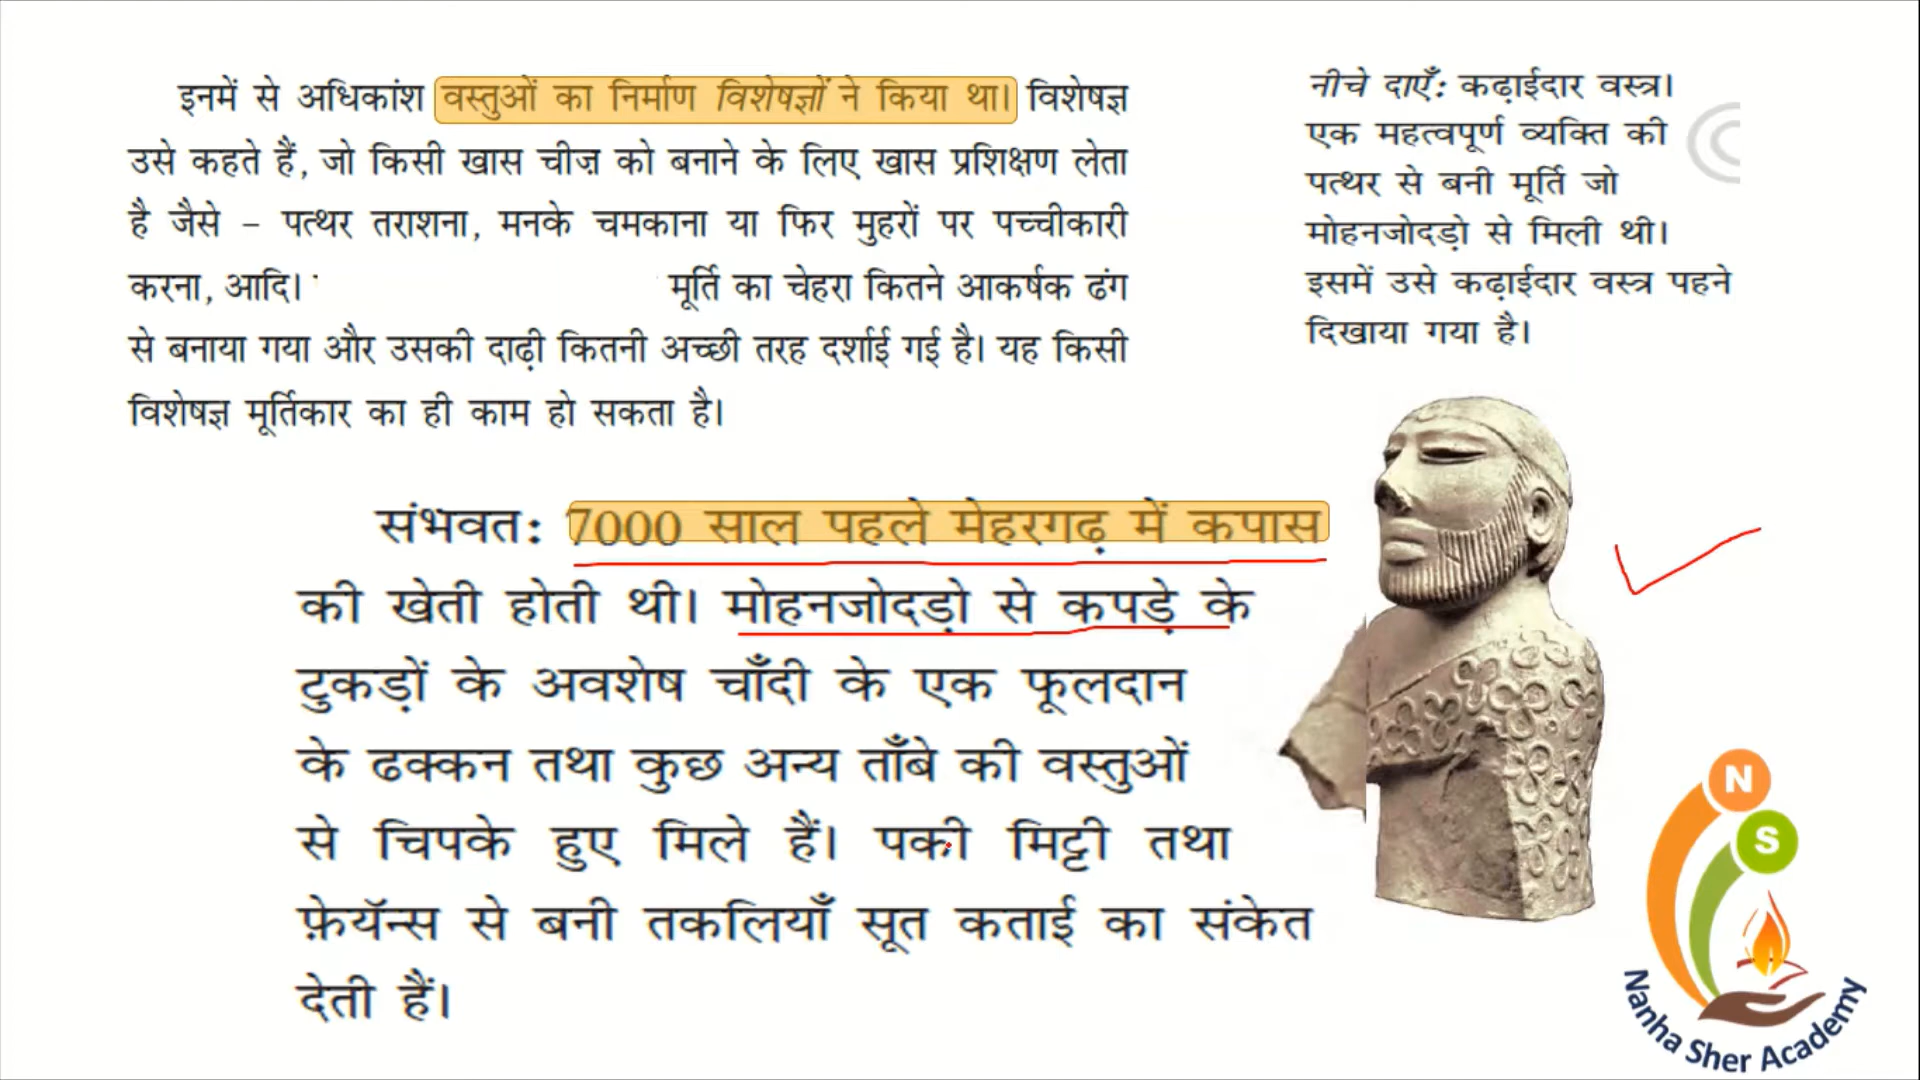 इनमें से अधिकांश वस्तुओं का निर्माण विशेषज्ञों ने किया था। विशेषज्ञ
उसे कहते हैं, जो किसी खास चीज़ को बनाने के लिए खास प्रशिक्षण लेता
है जैसे – पत्थर तराशना, मनके चमकाना या फिर मुहरों पर पच्चीकारी
करना, आदि। मूर्ति का चेहरा कितने आकर्षक ढंग
से बनाया गया और उसकी दाढ़ी कितनी अच्छी तरह दर्शाई गई है। यह किसी
विशेषज्ञ मूर्तिकार का ही काम हो सकता है।
नीचे दाएँ: कढ़ाईदार वस्त्र।
एक महत्वपूर्ण व्यक्ति की
पत्थर से बनी मूर्ति जो
मोहनजोदड़ो से मिली थी।
इसमें उसे कढ़ाईदार वस्त्र पहने
दिखाया गया है।
संभवत: 7000 साल पहले मेहरगढ़ में कपास
की खेती होती थी। मोहनजोदड़ो से कपड़े के
टुकड़ों के अवशेष चाँदी के एक फूलदान
के ढक्कन तथा कुछ अन्य ताँबे की वस्तुओं
से चिपके हुए मिले हैं। पकी मिट्टी तथा
फ़ेयॅन्स से बनी तकलियाँ सूत कताई का संकेत
देती हैं।
N
S
Nanha Sher Academy